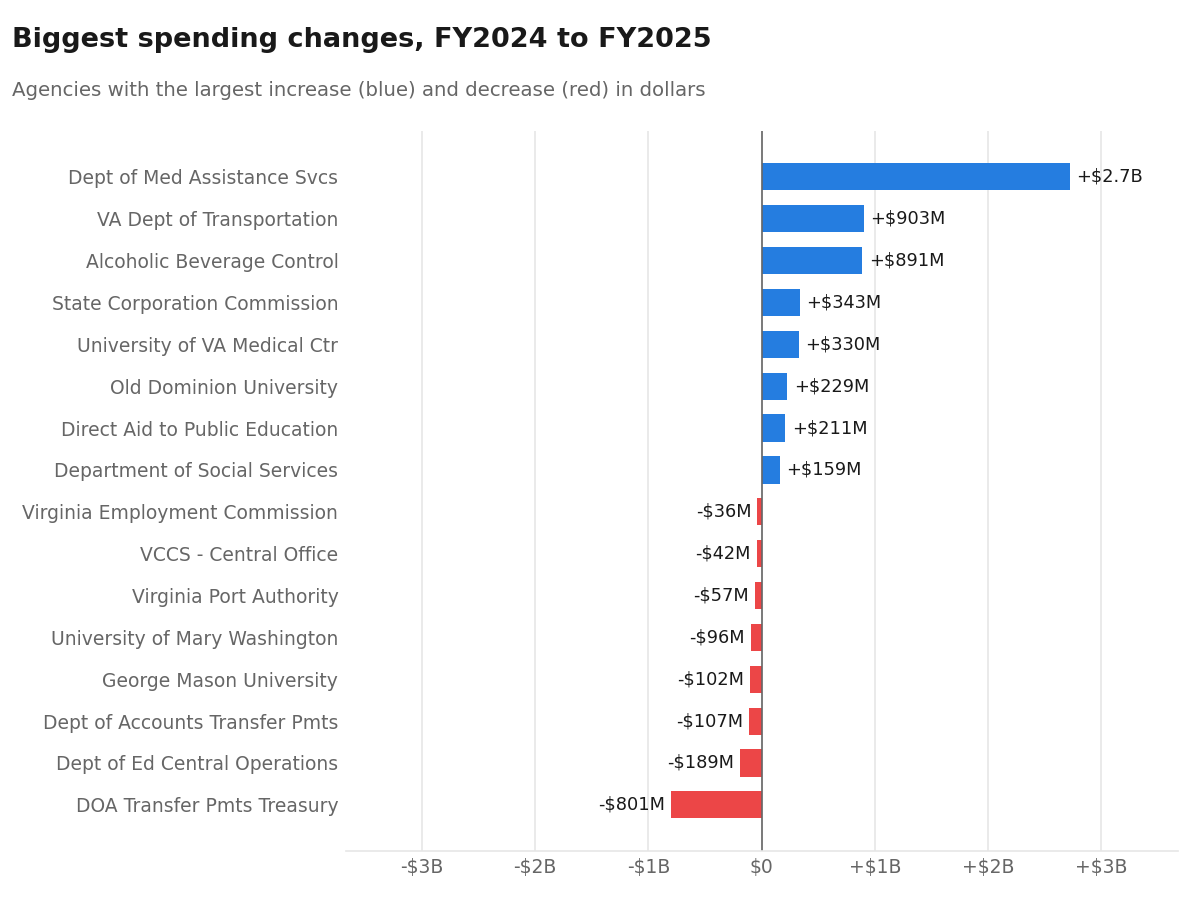 Biggest spending changes, FY2024 to FY2025
Agencies with the largest increase (blue) and decrease (red) in dollars
Dept of Med Assistance Svcs +$2.7B
VA Dept of Transportation +$903M
Alcoholic Beverage Control +$891M
State Corporation Commission +$343M
University of VA Medical Ctr +$330M
Old Dominion University +$229M
Direct Aid to Public Education +$211M
Department of Social Services +$159M
Virginia Employment Commission -$36M
VCCS - Central Office -$42M
Virginia Port Authority -$57M
University of Mary Washington -$96M
George Mason University -$102M
Dept of Accounts Transfer Pmts -$107M
Dept of Ed Central Operations -$189M
DOA Transfer Pmts Treasury -$801M
-$3B -$2B -$1B $0 +$1B +$2B +$3B